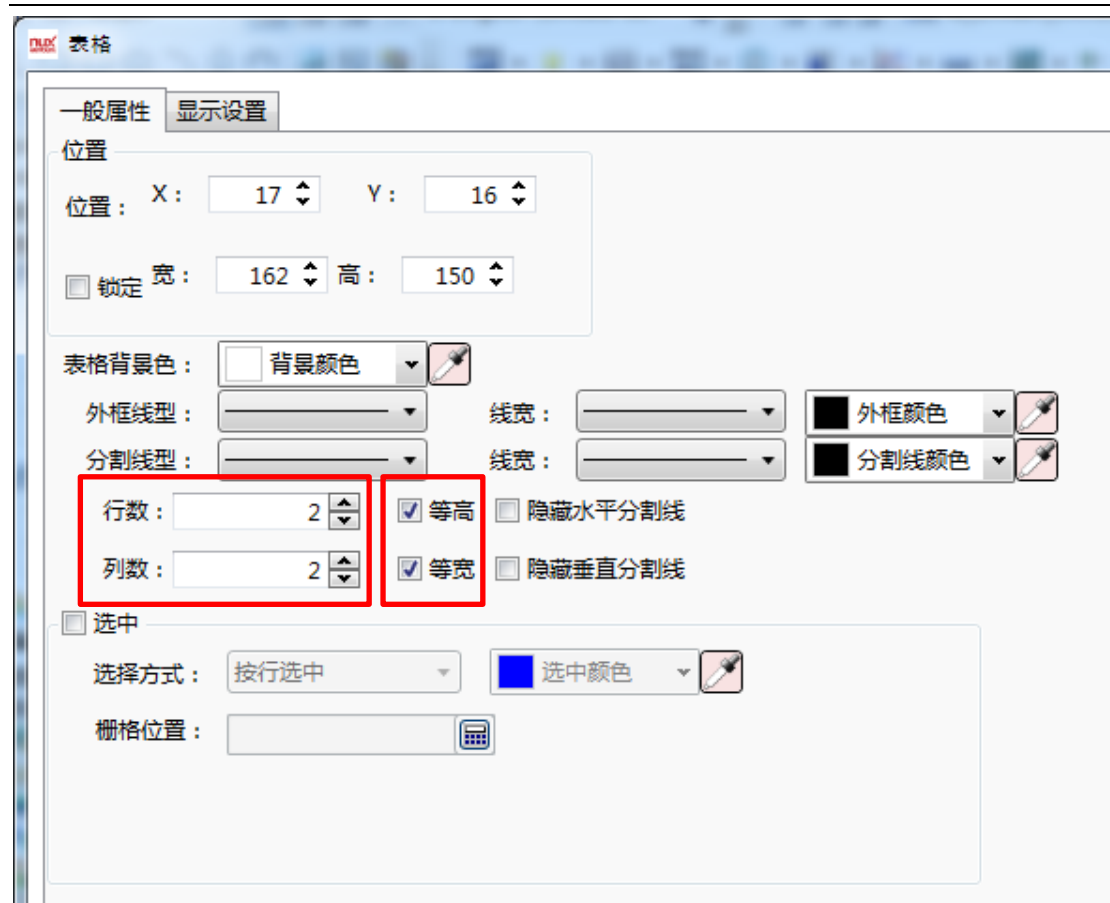 表格
一般属性 显示设置
位置
位置： X： 17 Y： 16
锁定 宽： 162 高： 150
表格背景色： 背景颜色
外框线型： 线宽： 外框颜色
分割线型： 线宽： 分割线颜色
行数： 2 等高 隐藏水平分割线
列数： 2 等宽 隐藏垂直分割线
选中
选择方式： 按行选中 选中颜色
栅格位置：